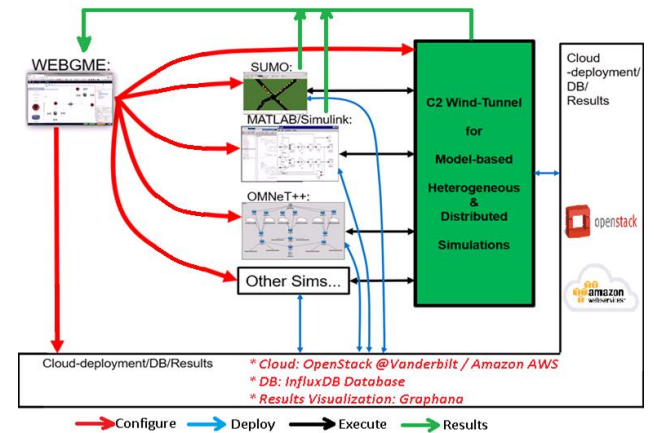 WEBGME:
SUMO:
MATLAB/Simulink:
OMNeT++:
Other Sims...
C2 Wind-Tunnel
for
Model-based
Heterogeneous
&
Distributed
Simulations
Cloud
-deployment/
DB/
Results
openstack
amazon
webservices
Cloud-deployment/DB/Results
* Cloud: OpenStack @Vanderbilt / Amazon AWS
* DB: InfluxDB Database
* Results Visualization: Graphana
Configure
Deploy
Execute
Results